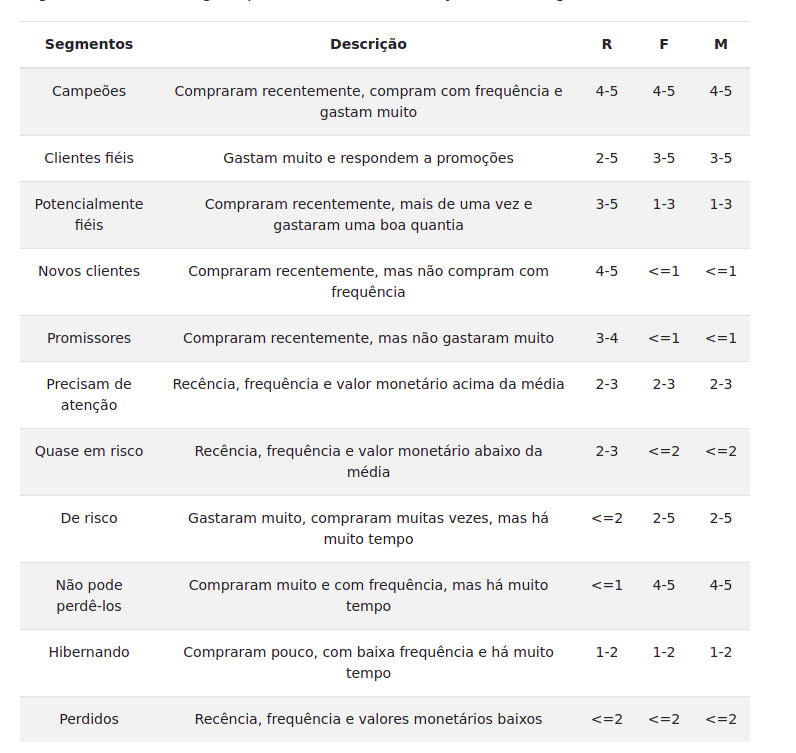 Segmentos Descrição R F M
Campeões Compraram recentemente, compram com frequência e 4-5 4-5 4-5
gastam muito
Clientes fiéis Gastam muito e respondem a promoções 2-5 3-5 3-5
Potencialmente Compraram recentemente, mais de uma vez e 3-5 1-3 1-3
fiéis gastaram uma boa quantia
Novos clientes Compraram recentemente, mas não compram com 4-5 <=1 <=1
frequência
Promissores Compraram recentemente, mas não gastaram muito 3-4 <=1 <=1
Precisam de Recência, frequência e valor monetário acima da média 2-3 2-3 2-3
atenção
Quase em risco Recência, frequência e valor monetário abaixo da 2-3 <=2 <=2
média
De risco Gastaram muito, compraram muitas vezes, mas há <=2 2-5 2-5
muito tempo
Não pode Compraram muito e com frequência, mas há muito <=1 4-5 4-5
perdê-los tempo
Hibernando Compraram pouco, com baixa frequência e há muito 1-2 1-2 1-2
tempo
Perdidos Recência, frequência e valores monetários baixos <=2 <=2 <=2